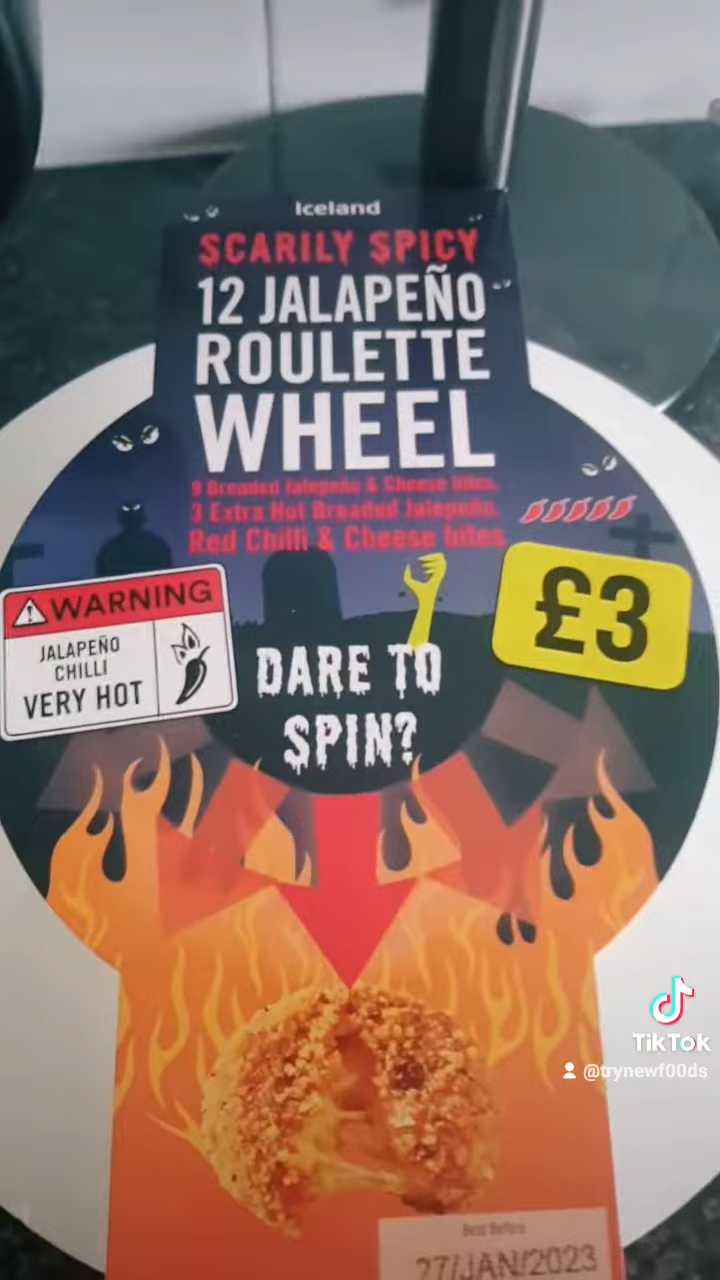 Iceland
SCARILY SPICY
12 JALAPEÑO
ROULETTE
WHEEL
9 Breaded Jalapeño & Cheese bites.
3 Extra Hot Breaded Jalapeño,
Red Chilli & Cheese bites
WARNING
JALAPEÑO
CHILLI
VERY HOT
£3
DARE TO
SPIN?
TikTok
@trynewf00ds
Best Before
27/JAN/2023